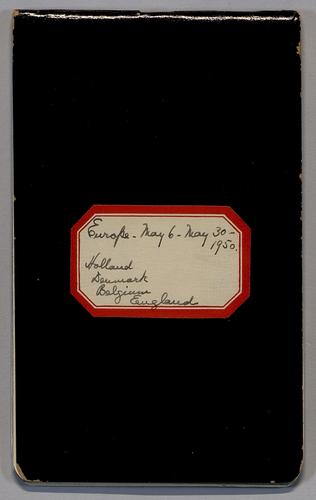 Europe - May 6 - May 30 -
1950.
Holland
Denmark
Belgium
England